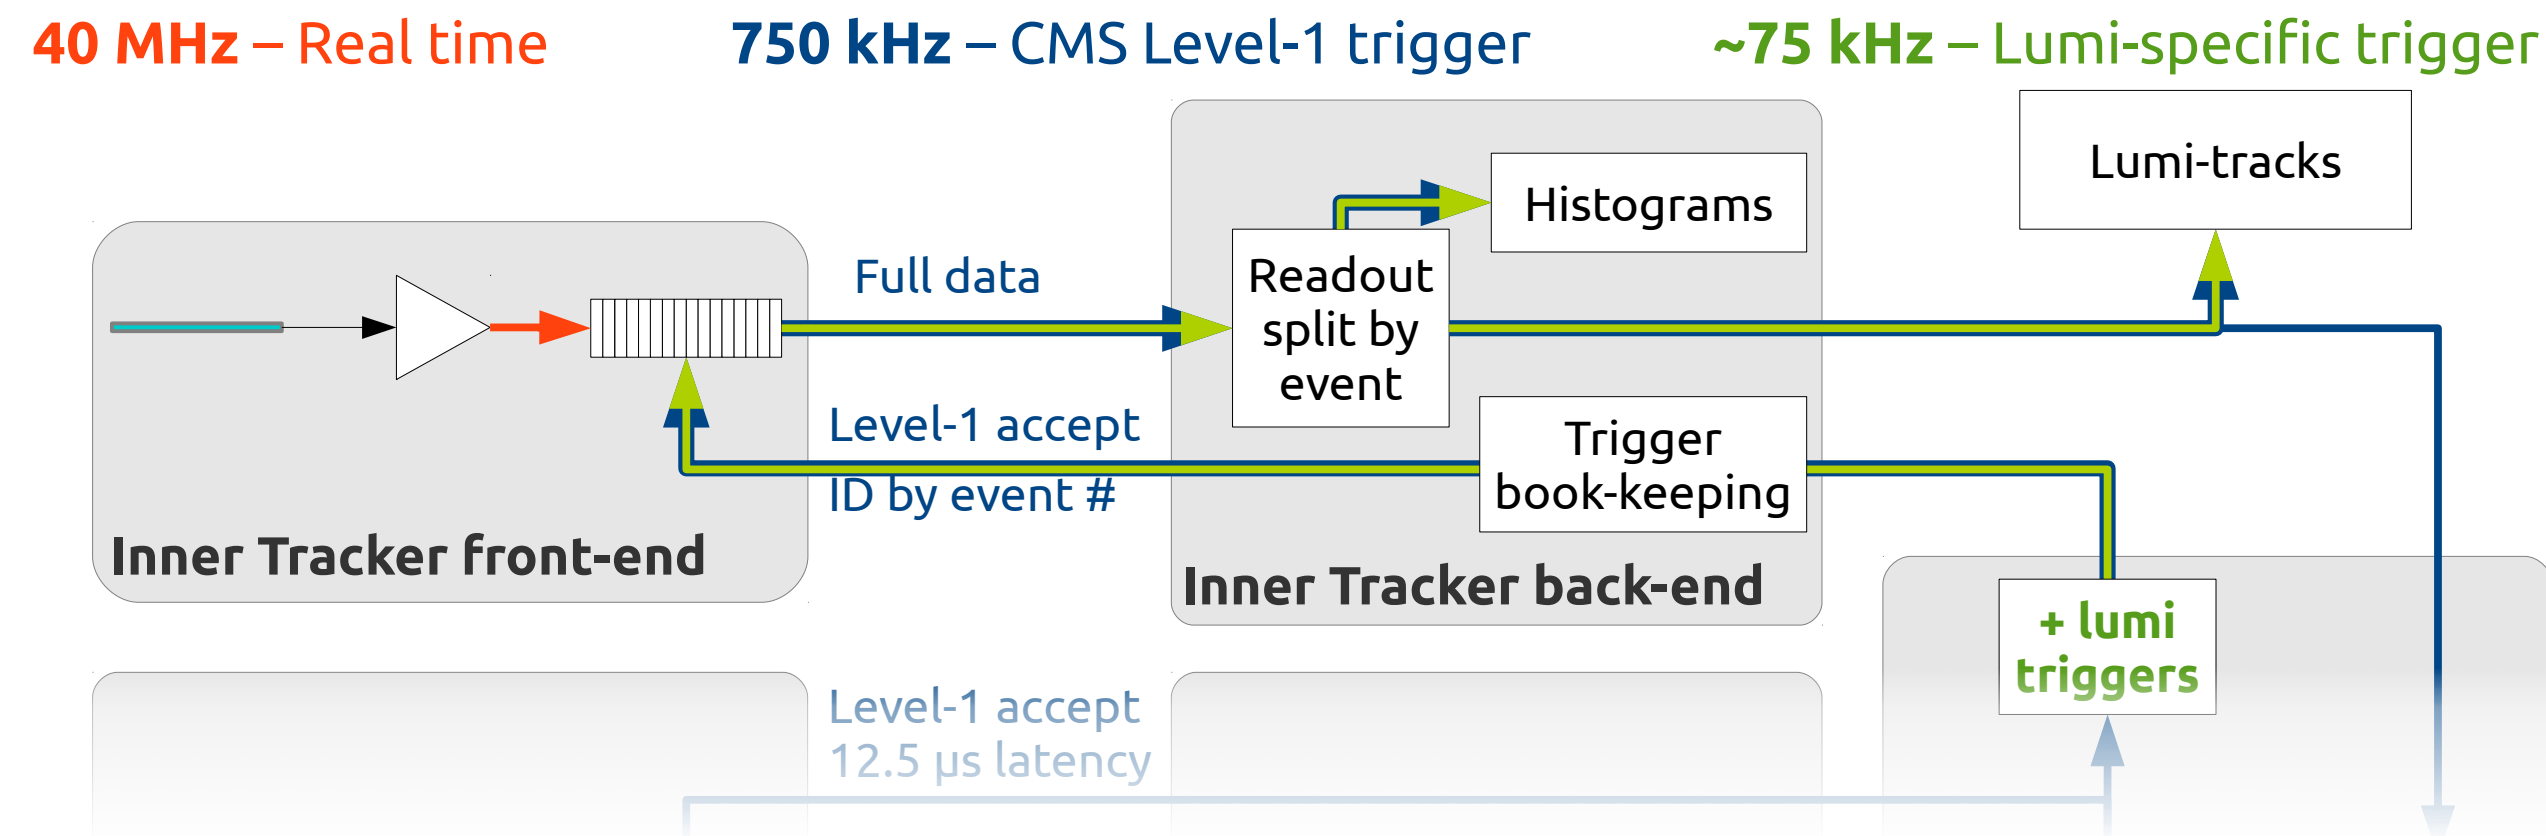 40 MHz – Real time
750 kHz – CMS Level-1 trigger
~75 kHz – Lumi-specific trigger
Lumi-tracks
Histograms
Full data
Readout
split by
event
Level-1 accept
ID by event #
Trigger
book-keeping
Inner Tracker front-end
Inner Tracker back-end
+ lumi
triggers
Level-1 accept
12.5 µs latency